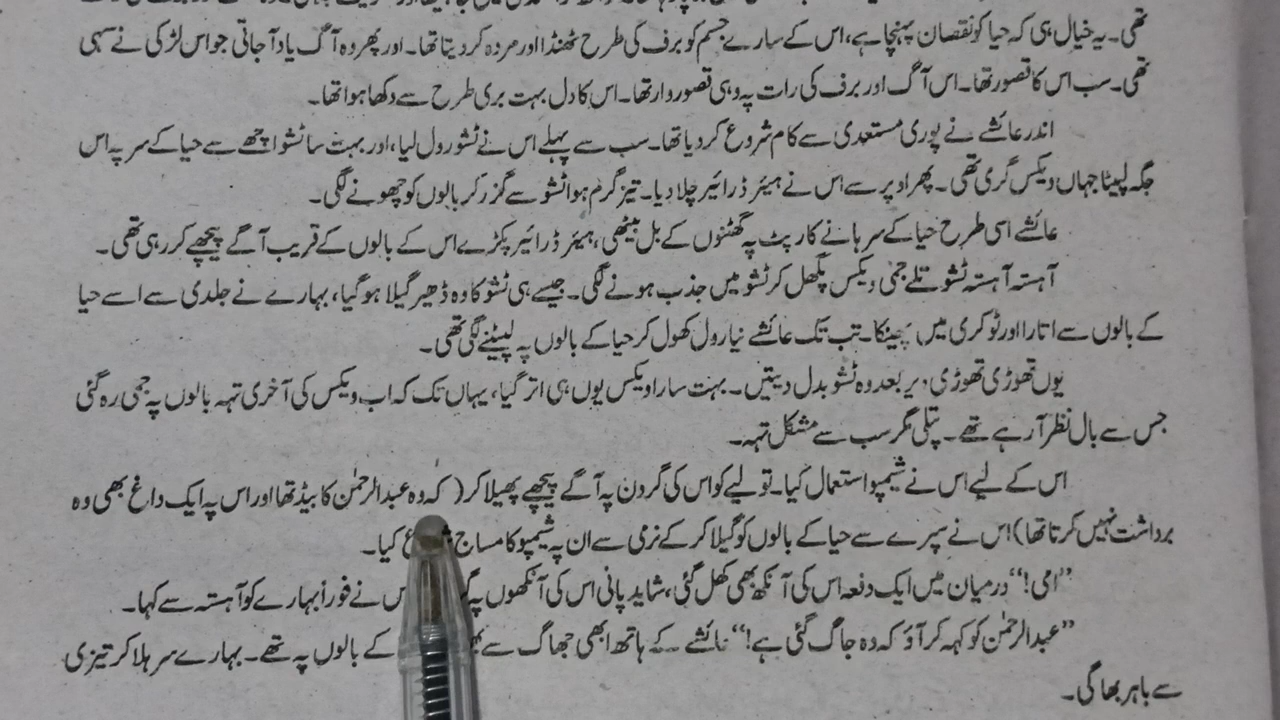 تھی۔ یہ خیال ہی کہ حیا کو نقصان پہنچا ہے، اس کے سارے جسم کو برف کی طرح ٹھنڈا اور مردہ کر دیتا تھا۔ اور پھر وہ آگ یاد آ جاتی جو اس لڑکی نے سہی
تھی۔ سب اس کا قصور تھا۔ اس آگ اور برف کی رات پہ وہی قصوروار تھا۔ اس کا دل بہت بری طرح سے دکھا ہوا تھا۔
اندر عائشے نے پوری مستعدی سے کام شروع کر دیا تھا۔ سب سے پہلے اس نے ٹشو رول لیا، اور بہت سا ٹشو اچھے سے حیا کے سر پہ اس
جگہ لپیٹا جہاں ویکس گری تھی۔ پھر اوپر سے اس نے ہیئر ڈرائیر چلا دیا۔ تیز گرم ہوا ٹشو سے گزر کر بالوں کو چھونے لگی۔
عائشے اسی طرح حیا کے سرہانے کارپٹ پہ گھٹنوں کے بل بیٹھی، ہیئر ڈرائیر پکڑے اس کے بالوں کے قریب آگے پیچھے کر رہی تھی۔
آہستہ آہستہ ٹشو تلے جمی ویکس پگھل کر ٹشو میں جذب ہونے لگی۔ جیسے ہی ٹشو کا وہ ڈھیر گیلا ہو گیا، بہارے نے جلدی سے اسے حیا
کے بالوں سے اتارا اور ٹوکری میں پھینکا۔ تب تک عائشے نیا رول کھول کر حیا کے بالوں پہ لپیٹنے لگی تھی۔
یوں تھوڑی تھوڑی دیر بعد وہ ٹشو بدل دیتیں۔ بہت سارا ویکس یوں ہی اتر گیا، یہاں تک کہ اب ویکس کی آخری تہہ بالوں پہ جمی رہ گئی
جس سے بال نظر آ رہے تھے۔ پتلی مگر سب سے مشکل تہہ۔
اس کے لیے اس نے شیمپو استعمال کیا۔ تولیے کو اس کی گردن پہ آگے پیچھے پھیلا کر ( کہ وہ عبدالرحمٰن کا بیڈ تھا اور اس پہ ایک داغ بھی وہ
برداشت نہیں کرتا تھا) اس نے سپرے سے حیا کے بالوں کو گیلا کر کے نرمی سے ان پہ شیمپو کا مساج کیا۔
"امی!" درمیان میں ایک دفعہ اس کی آنکھ بھی کھل گئی، شاید پانی اس کی آنکھوں پہ نے فوراً بہارے کو آہستہ سے کہا۔
"عبدالرحمٰن کو کہہ کر آؤ کہ وہ جاگ گئی ہے!" عائشے کے ہاتھ ابھی جھاگ سے کے بالوں پہ تھے۔ بہارے سر ہلا کر تیزی
سے باہر بھاگی۔